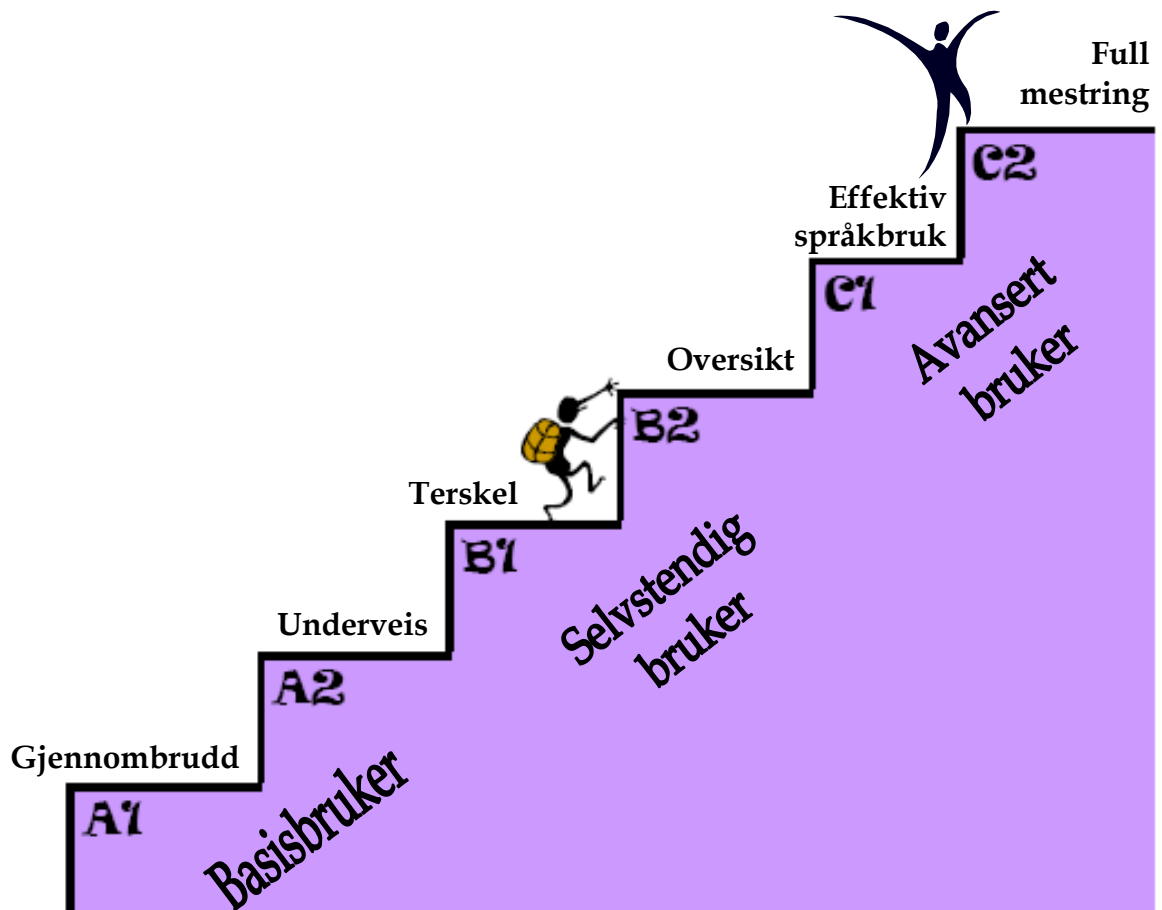 Full
mestring
C2
Effektiv
språkbruk
C1
Avansert
bruker
Oversikt
B2
Terskel
B1
Selvstendig
bruker
Underveis
A2
Gjennombrudd
A1
Basisbruker